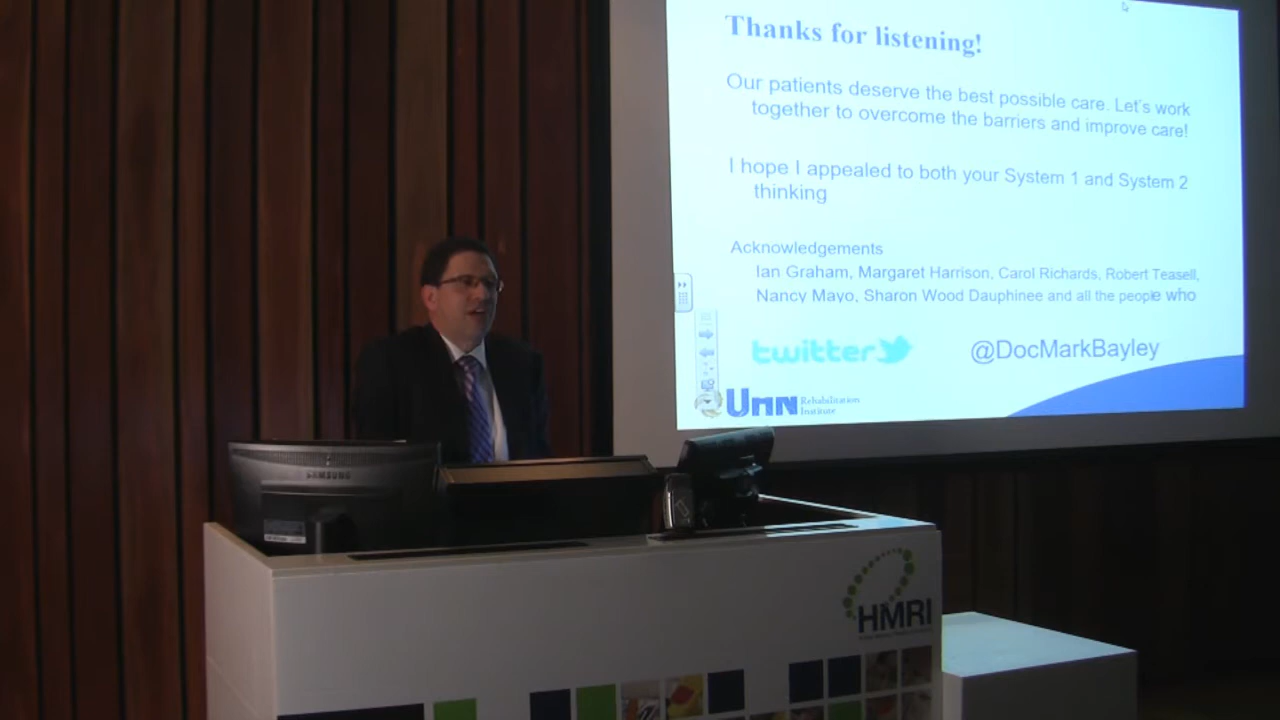 Thanks for listening!
Our patients deserve the best possible care. Let's work
together to overcome the barriers and improve care!
I hope I appealed to both your System 1 and System 2
thinking
Acknowledgements
Ian Graham, Margaret Harrison, Carol Richards, Robert Teasell,
Nancy Mayo, Sharon Wood Dauphinee and all the people who
twitter @DocMarkBayley
Rehabilitation
Institute
SAMSUNG
HMRI